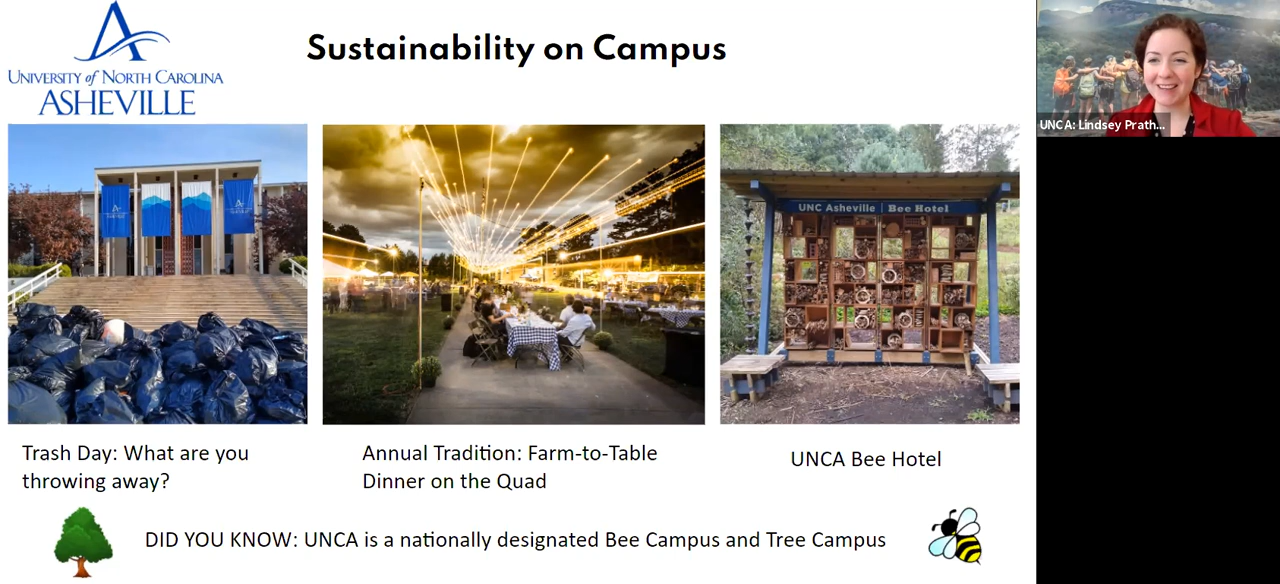 UNIVERSITY of NORTH CAROLINA
ASHEVILLE
Sustainability on Campus
UNCA: Lindsey Prath...
UNC Asheville | Bee Hotel
Trash Day: What are you
throwing away?
Annual Tradition: Farm-to-Table
Dinner on the Quad
UNCA Bee Hotel
DID YOU KNOW: UNCA is a nationally designated Bee Campus and Tree Campus